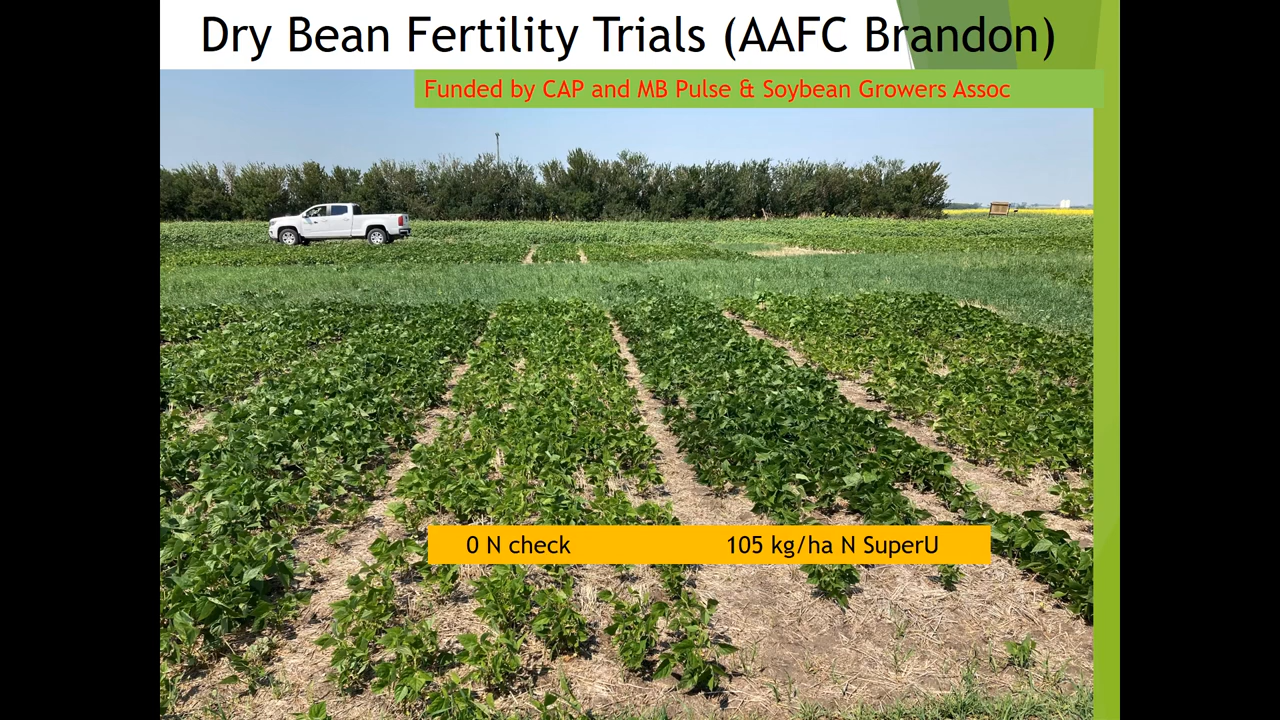 Dry Bean Fertility Trials (AAFC Brandon)
Funded by CAP and MB Pulse & Soybean Growers Assoc
0 N check 105 kg/ha N SuperU